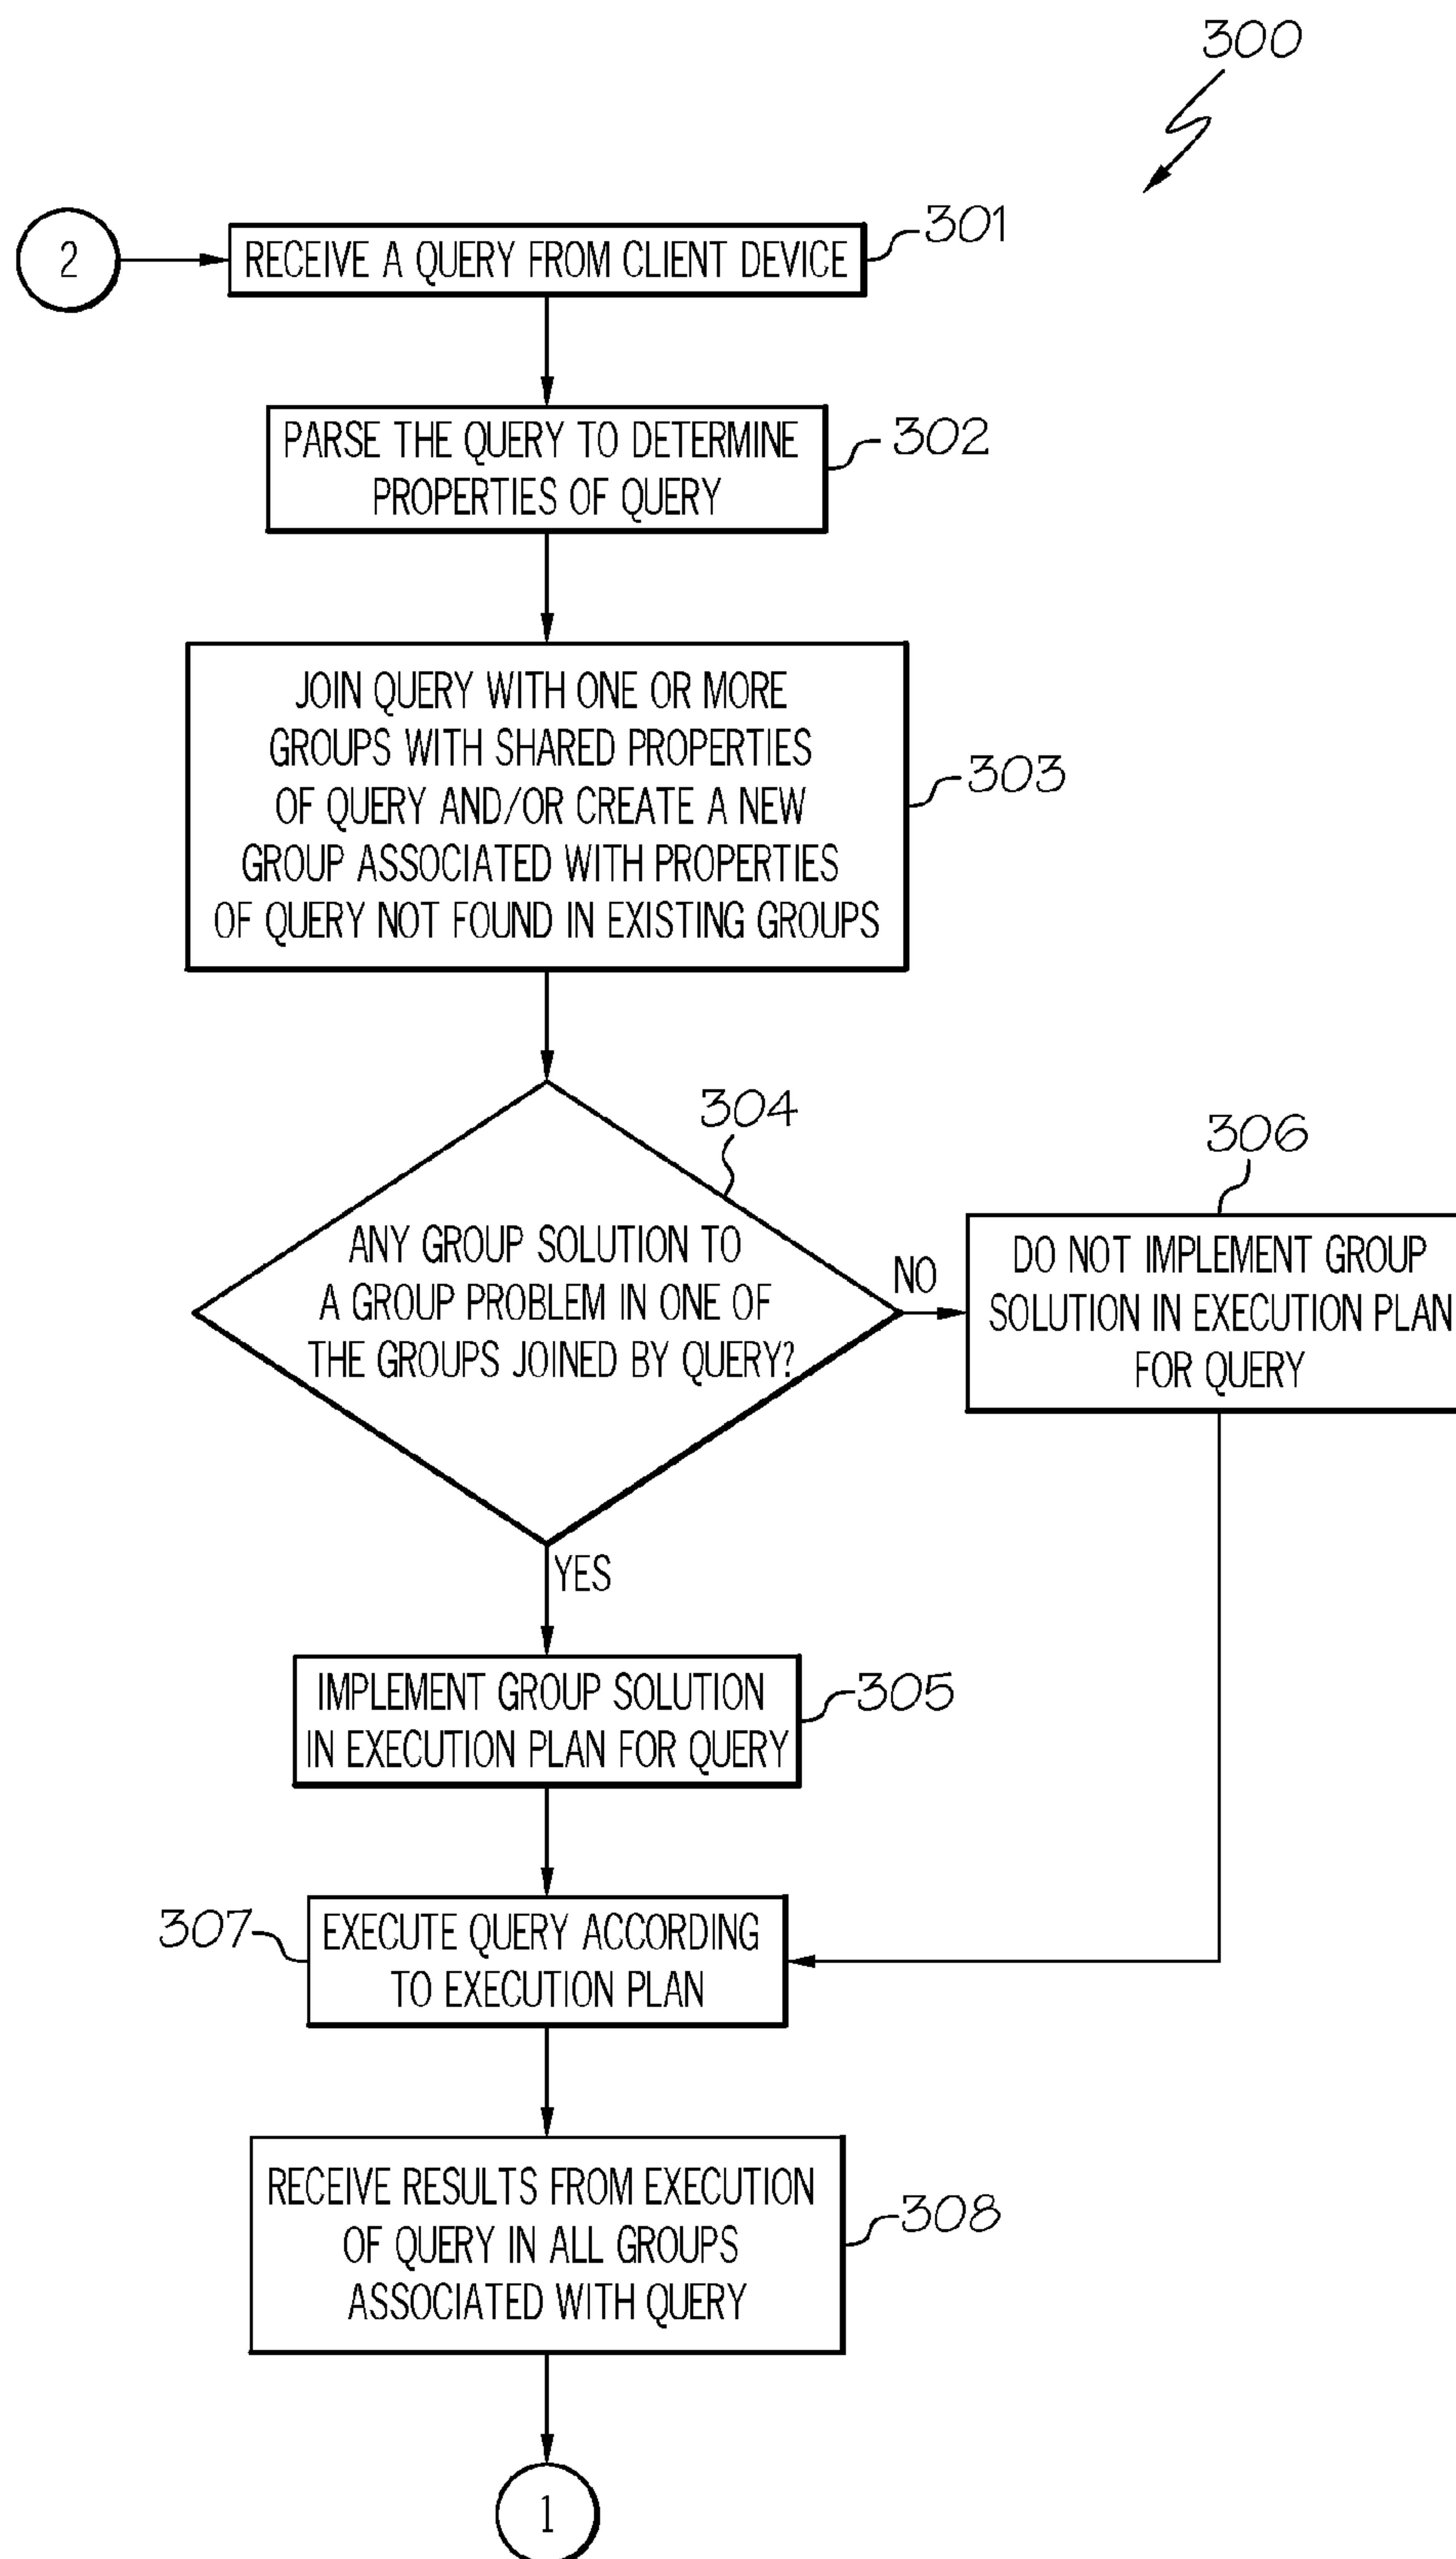 300
2
RECEIVE A QUERY FROM CLIENT DEVICE
301
PARSE THE QUERY TO DETERMINE
PROPERTIES OF QUERY
302
JOIN QUERY WITH ONE OR MORE
GROUPS WITH SHARED PROPERTIES
OF QUERY AND/OR CREATE A NEW
GROUP ASSOCIATED WITH PROPERTIES
OF QUERY NOT FOUND IN EXISTING GROUPS
303
304
ANY GROUP SOLUTION TO
A GROUP PROBLEM IN ONE OF
THE GROUPS JOINED BY QUERY?
NO
306
DO NOT IMPLEMENT GROUP
SOLUTION IN EXECUTION PLAN
FOR QUERY
YES
IMPLEMENT GROUP SOLUTION
IN EXECUTION PLAN FOR QUERY
305
307
EXECUTE QUERY ACCORDING
TO EXECUTION PLAN
RECEIVE RESULTS FROM EXECUTION
OF QUERY IN ALL GROUPS
ASSOCIATED WITH QUERY
308
1